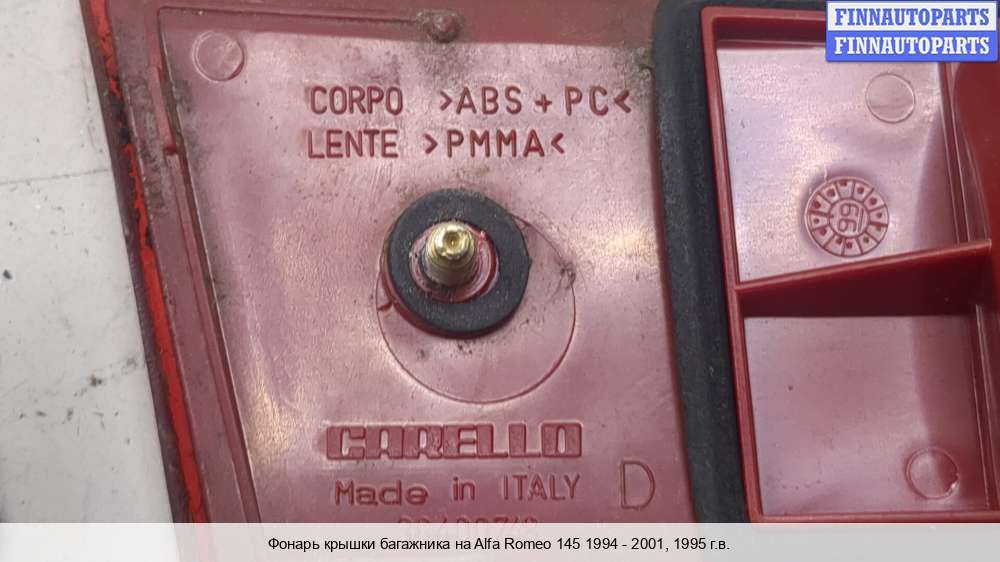 FINNAUTOPARTS
FINNAUTOPARTS
CORPO >ABS + PC<
LENTE >PMMA<
CARELLO
Made in ITALY D
Фонарь крышки багажника на Alfa Romeo 145 1994 - 2001, 1995 г.в.